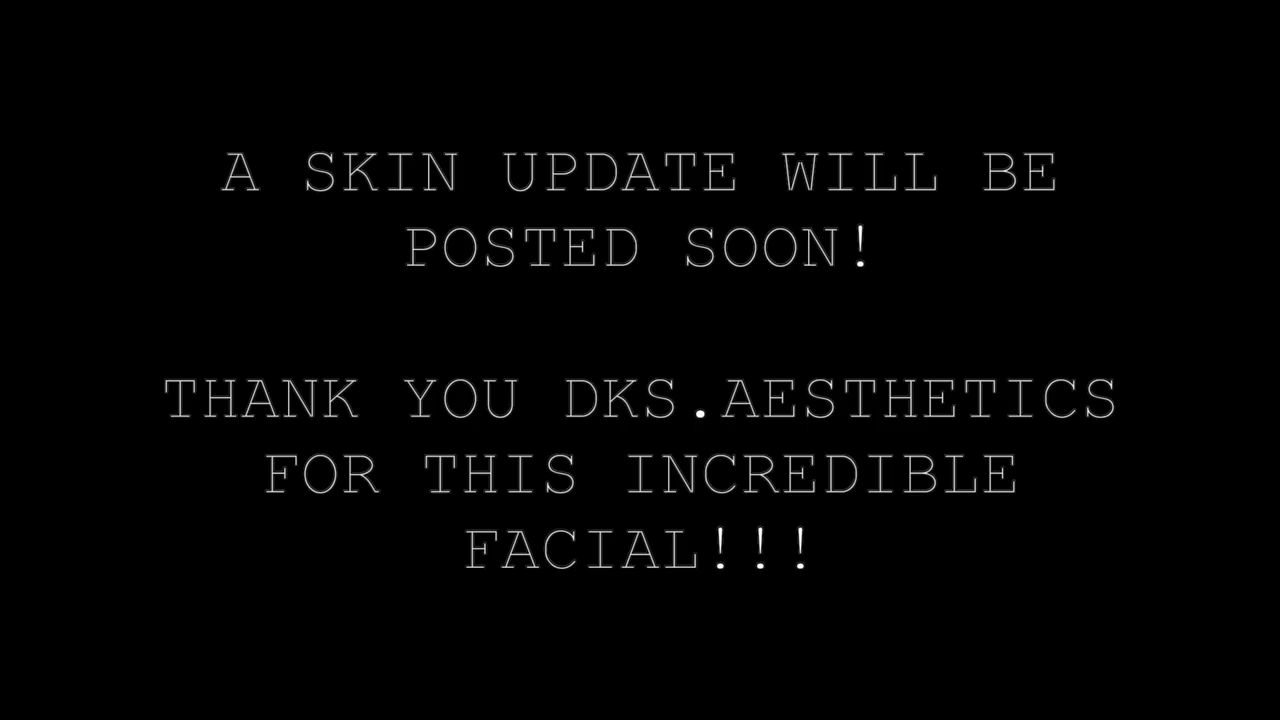 A SKIN UPDATE WILL BE
POSTED SOON!
THANK YOU DKS.AESTHETICS
FOR THIS INCREDIBLE
FACIAL!!!